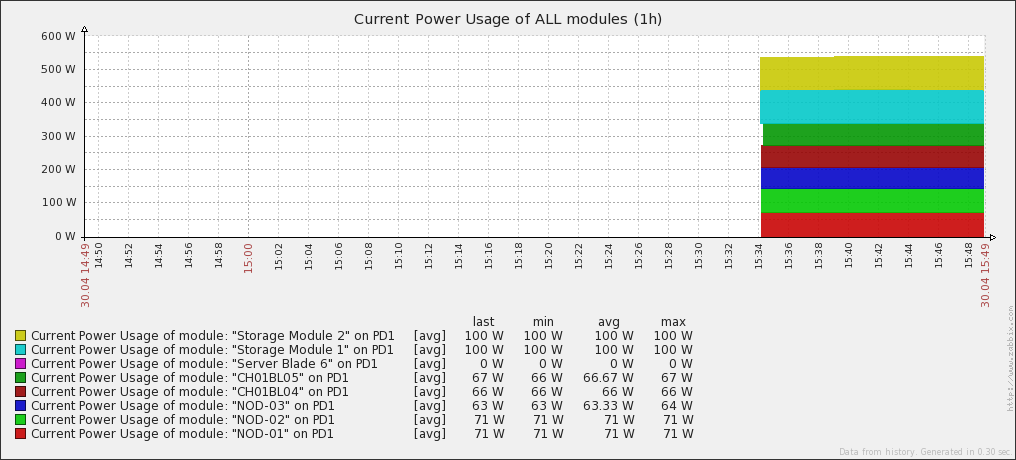 Current Power Usage of ALL modules (1h)
600 W
500 W
400 W
300 W
200 W
100 W
0 W
30.04 14:49
14:50
14:52
14:54
14:56
14:58
15:00
15:02
15:04
15:06
15:08
15:10
15:12
15:14
15:16
15:18
15:20
15:22
15:24
15:26
15:28
15:30
15:32
15:34
15:36
15:38
15:40
15:42
15:44
15:46
15:48
30.04 15:49
last min avg max
Current Power Usage of module: "Storage Module 2" on PD1 [avg] 100 W 100 W 100 W 100 W
Current Power Usage of module: "Storage Module 1" on PD1 [avg] 100 W 100 W 100 W 100 W
Current Power Usage of module: "Server Blade 6" on PD1 [avg] 0 W 0 W 0 W 0 W
Current Power Usage of module: "CH01BL05" on PD1 [avg] 67 W 66 W 66.67 W 67 W
Current Power Usage of module: "CH01BL04" on PD1 [avg] 66 W 66 W 66 W 66 W
Current Power Usage of module: "NOD-03" on PD1 [avg] 63 W 63 W 63.33 W 64 W
Current Power Usage of module: "NOD-02" on PD1 [avg] 71 W 71 W 71 W 71 W
Current Power Usage of module: "NOD-01" on PD1 [avg] 71 W 71 W 71 W 71 W
http://www.zabbix.com
Data from history. Generated in 0.30 sec